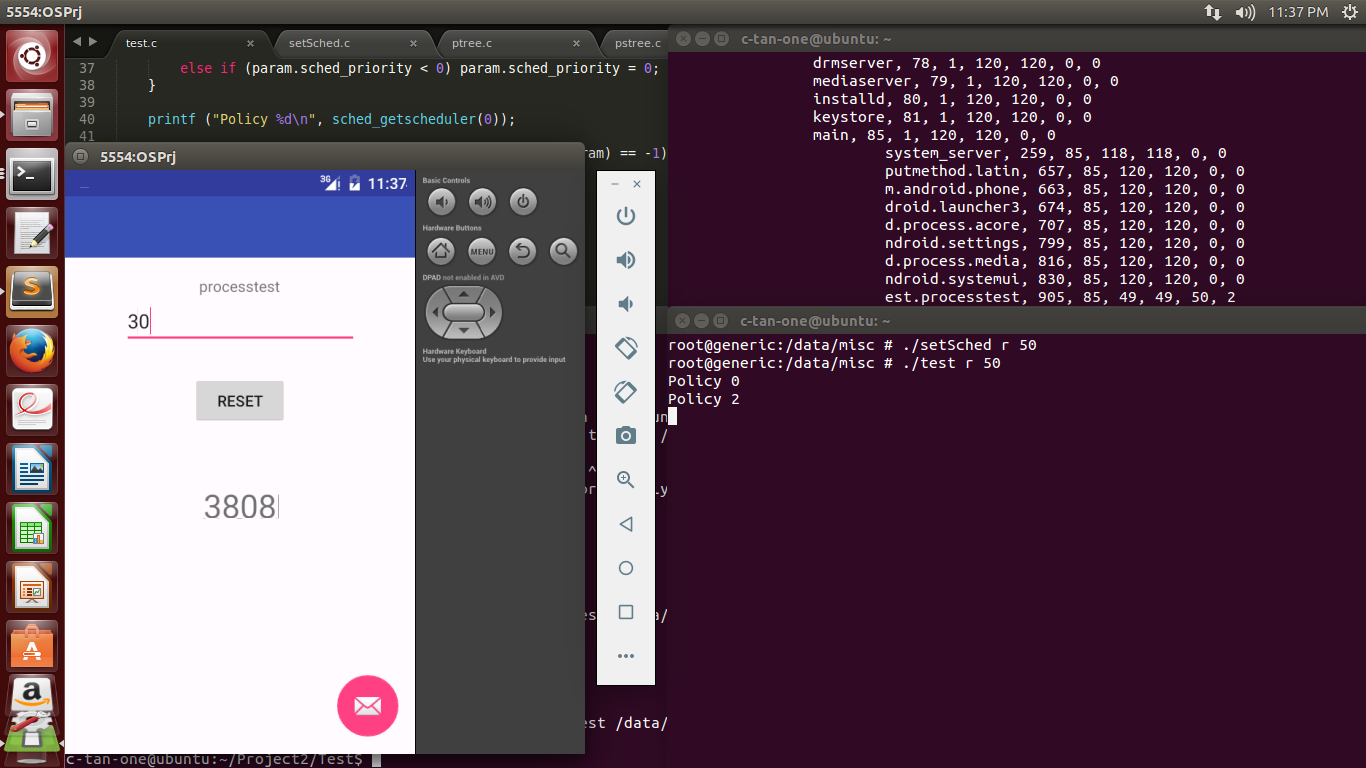 5554:OSPrj
11:37 PM
test.c
setSched.c
ptree.c
pstree.c
37 else if (param.sched_priority < 0) param.sched_priority = 0;
38 }
39
40 printf ("Policy %d\n", sched_getscheduler(0));
41
am) == -1)
5554:OSPrj
3G 11:37
processtest
30
RESET
3808
Basic Controls
Hardware Buttons
MENU
DPAD not enabled in AVD
Hardware Keyboard
Use your physical keyboard to provide input
c-tan-one@ubuntu: ~
drmserver, 78, 1, 120, 120, 0, 0
mediaserver, 79, 1, 120, 120, 0, 0
installd, 80, 1, 120, 120, 0, 0
keystore, 81, 1, 120, 120, 0, 0
main, 85, 1, 120, 120, 0, 0
system_server, 259, 85, 118, 118, 0, 0
putmethod.latin, 657, 85, 120, 120, 0, 0
m.android.phone, 663, 85, 120, 120, 0, 0
droid.launcher3, 674, 85, 120, 120, 0, 0
d.process.acore, 707, 85, 120, 120, 0, 0
ndroid.settings, 799, 85, 120, 120, 0, 0
d.process.media, 816, 85, 120, 120, 0, 0
ndroid.systemui, 830, 85, 120, 120, 0, 0
est.processtest, 905, 85, 49, 49, 50, 2
c-tan-one@ubuntu: ~
root@generic:/data/misc # ./setSched r 50
root@generic:/data/misc # ./test r 50
Policy 0
Policy 2
est /data/
c-tan-one@ubuntu:~/Project2/Test$